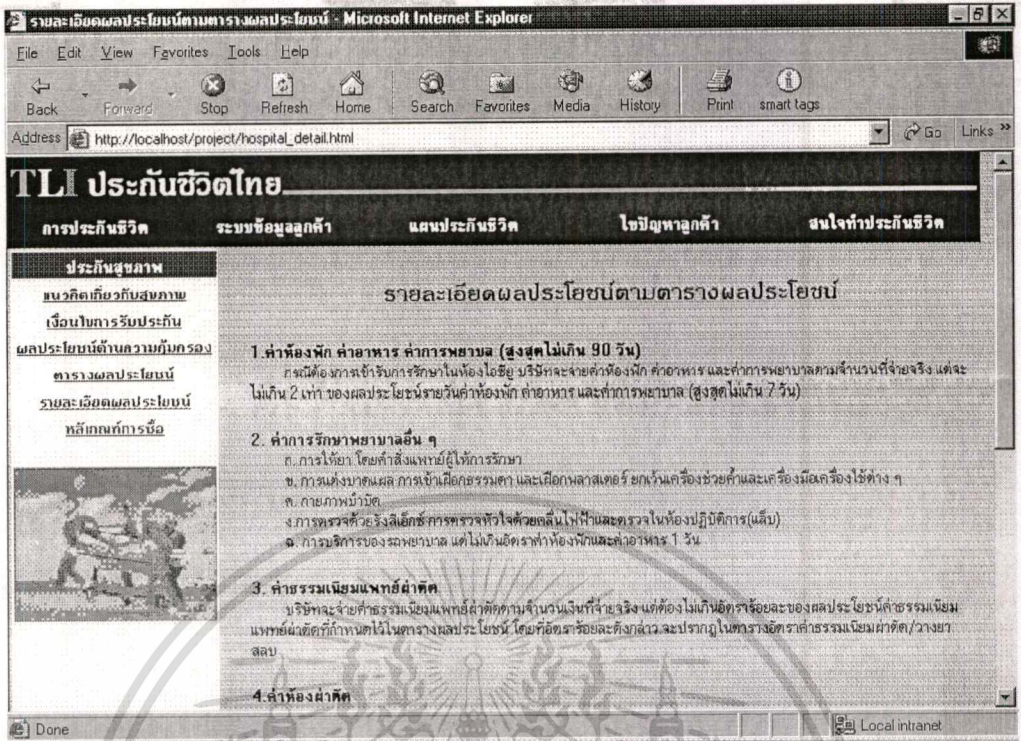 รายละเอียดผลประโยชน์ตามตารางผลประโยชน์ - Microsoft Internet Explorer
File Edit View Favorites Tools Help
Back Forward Stop Refresh Home Search Favorites Media History Print smart tags
Address http://localhost/project/hospital_detail.html Go Links »
TLI ประกันชีวิตไทย
การประกันชีวิต ระบบข้อมูลลูกค้า แผนประกันชีวิต ไขปัญหาลูกค้า สนใจทำประกันชีวิต
ประกันสุขภาพ
แนวคิดเกี่ยวกับสุขภาพ
เงื่อนไขการรับประกัน
ผลประโยชน์ด้านความคุ้มครอง
ตารางผลประโยชน์
รายละเอียดผลประโยชน์
หลักเกณฑ์การซื้อ
รายละเอียดผลประโยชน์ตามตารางผลประโยชน์
1.ค่าห้องพัก ค่าอาหาร ค่าการพยาบาล (สูงสุดไม่เกิน 90 วัน)
กรณีต้องการเข้ารับการรักษาในห้องไอซียู บริษัทจะจ่ายค่าห้องพัก ค่าอาหาร และค่าการพยาบาลตามจำนวนที่จ่ายจริง แต่จะ
ไม่เกิน 2 เท่า ของผลประโยชน์รายวันค่าห้องพัก ค่าอาหาร และค่าการพยาบาล (สูงสุดไม่เกิน 7 วัน)
2. ค่าการรักษาพยาบาลอื่น ๆ
ก. การให้ยา โดยคำสั่งแพทย์ผู้ให้การรักษา
ข. การแต่งบาดแผล การเข้าเฝือกธรรมดา และเฝือกพลาสเตอร์ ยกเว้นเครื่องช่วยค้ำและเครื่องมือเครื่องใช้ต่าง ๆ
ค. กายภาพบำบัด
ง.การตรวจด้วยรังสีเอ็กซ์ การตรวจหัวใจด้วยคลื่นไฟฟ้าและตรวจในห้องปฏิบัติการ(แล็บ)
ฉ. การบริการของรถพยาบาล แต่ไม่เกินอัตราค่าห้องพักและค่าอาหาร 1 วัน
3. ค่าธรรมเนียมแพทย์ผ่าตัด
บริษัทจะจ่ายค่าธรรมเนียมแพทย์ผ่าตัดตามจำนวนเงินที่จ่ายจริง แต่ต้องไม่เกินอัตราร้อยละของผลประโยชน์ค่าธรรมเนียม
แพทย์ผ่าตัดที่กำหนดไว้ในตารางผลประโยชน์ โดยที่อัตราร้อยละดังกล่าว จะปรากฏในตารางอัตราค่าธรรมเนียมผ่าตัด/วางยา
สลบ
4.ค่าห้องผ่าตัด
Done Local intranet